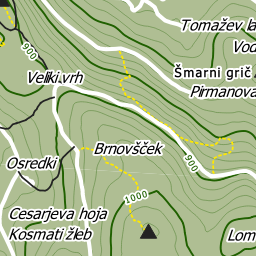 Tomažev la
Vod
900
Veliki vrh
Šmarni grič
Pirmanova
Brnovšček
900
Osredki
1000
Cesarjeva hoja
Kosmati žleb
Lom